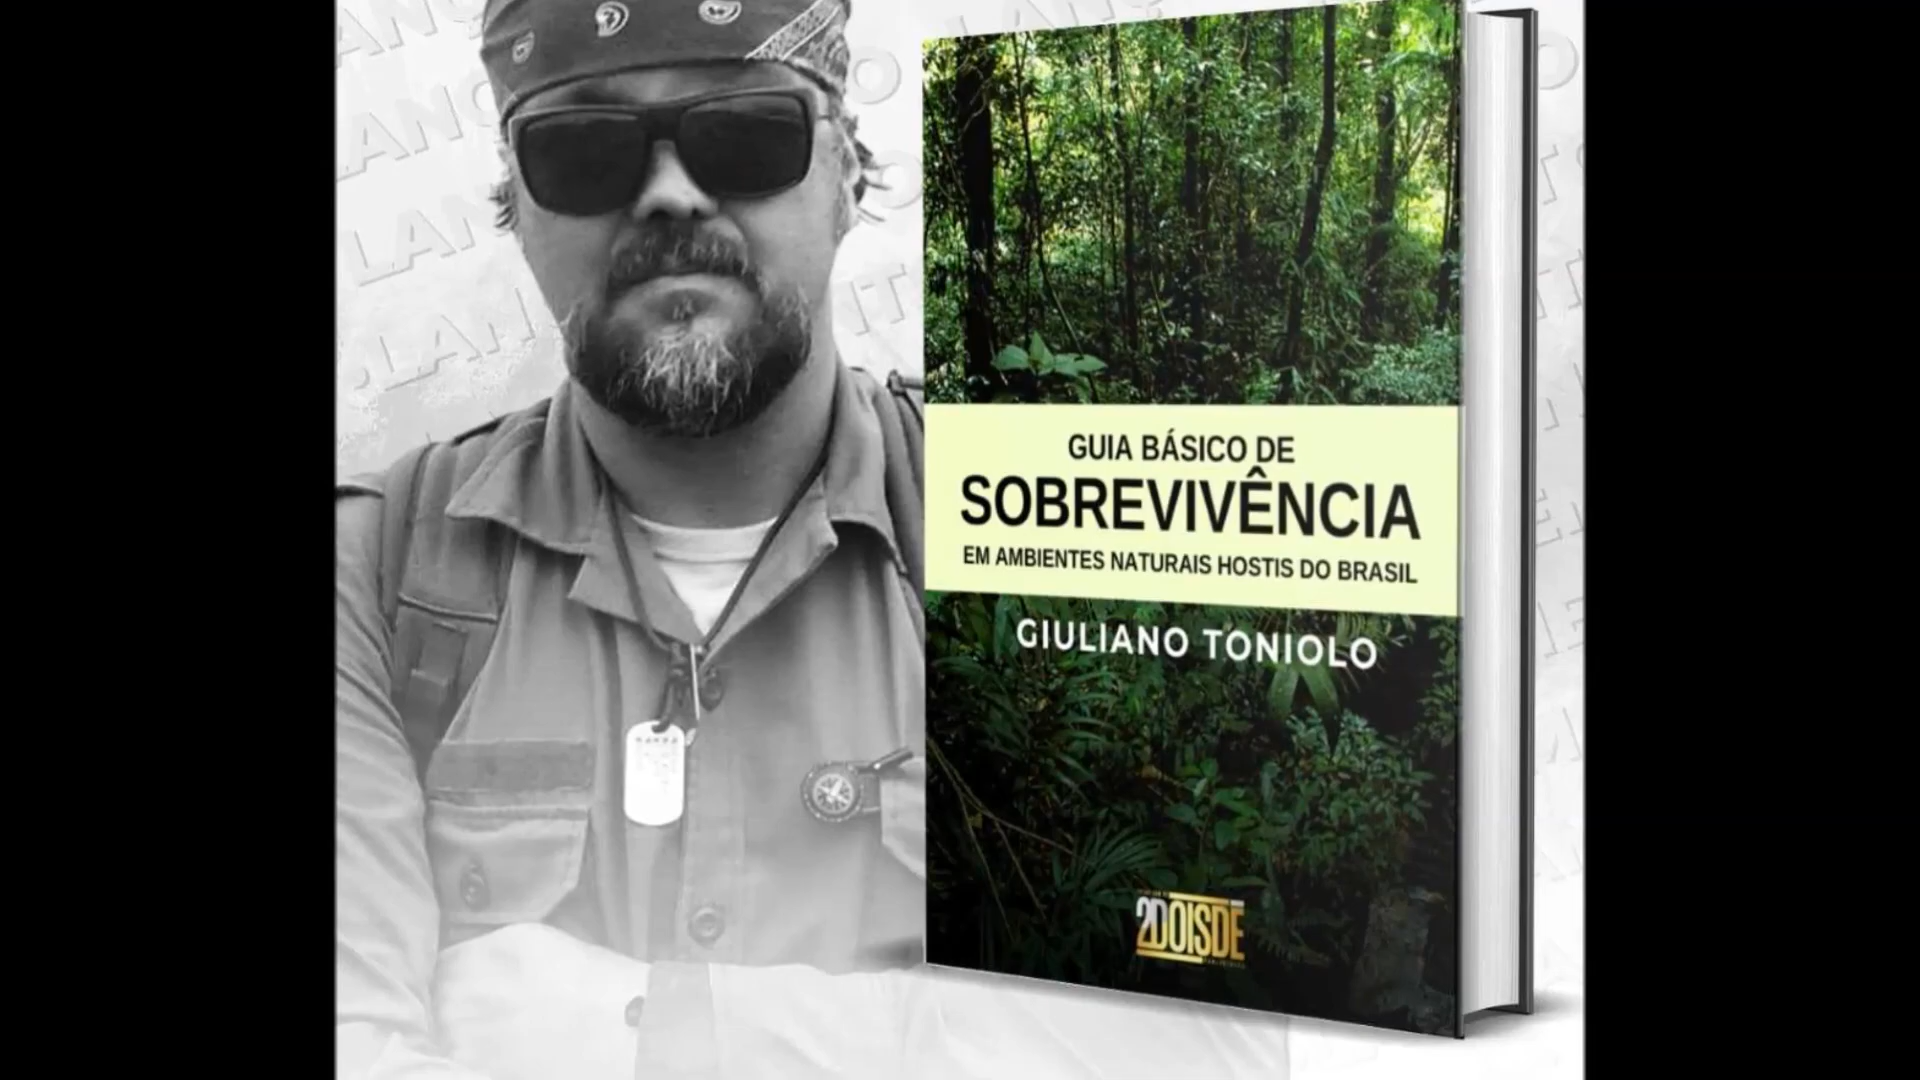 GUIA BÁSICO DE
SOBREVIVÊNCIA
EM AMBIENTES NATURAIS HOSTIS DO BRASIL
GIULIANO TONIOLO
2DOISDE